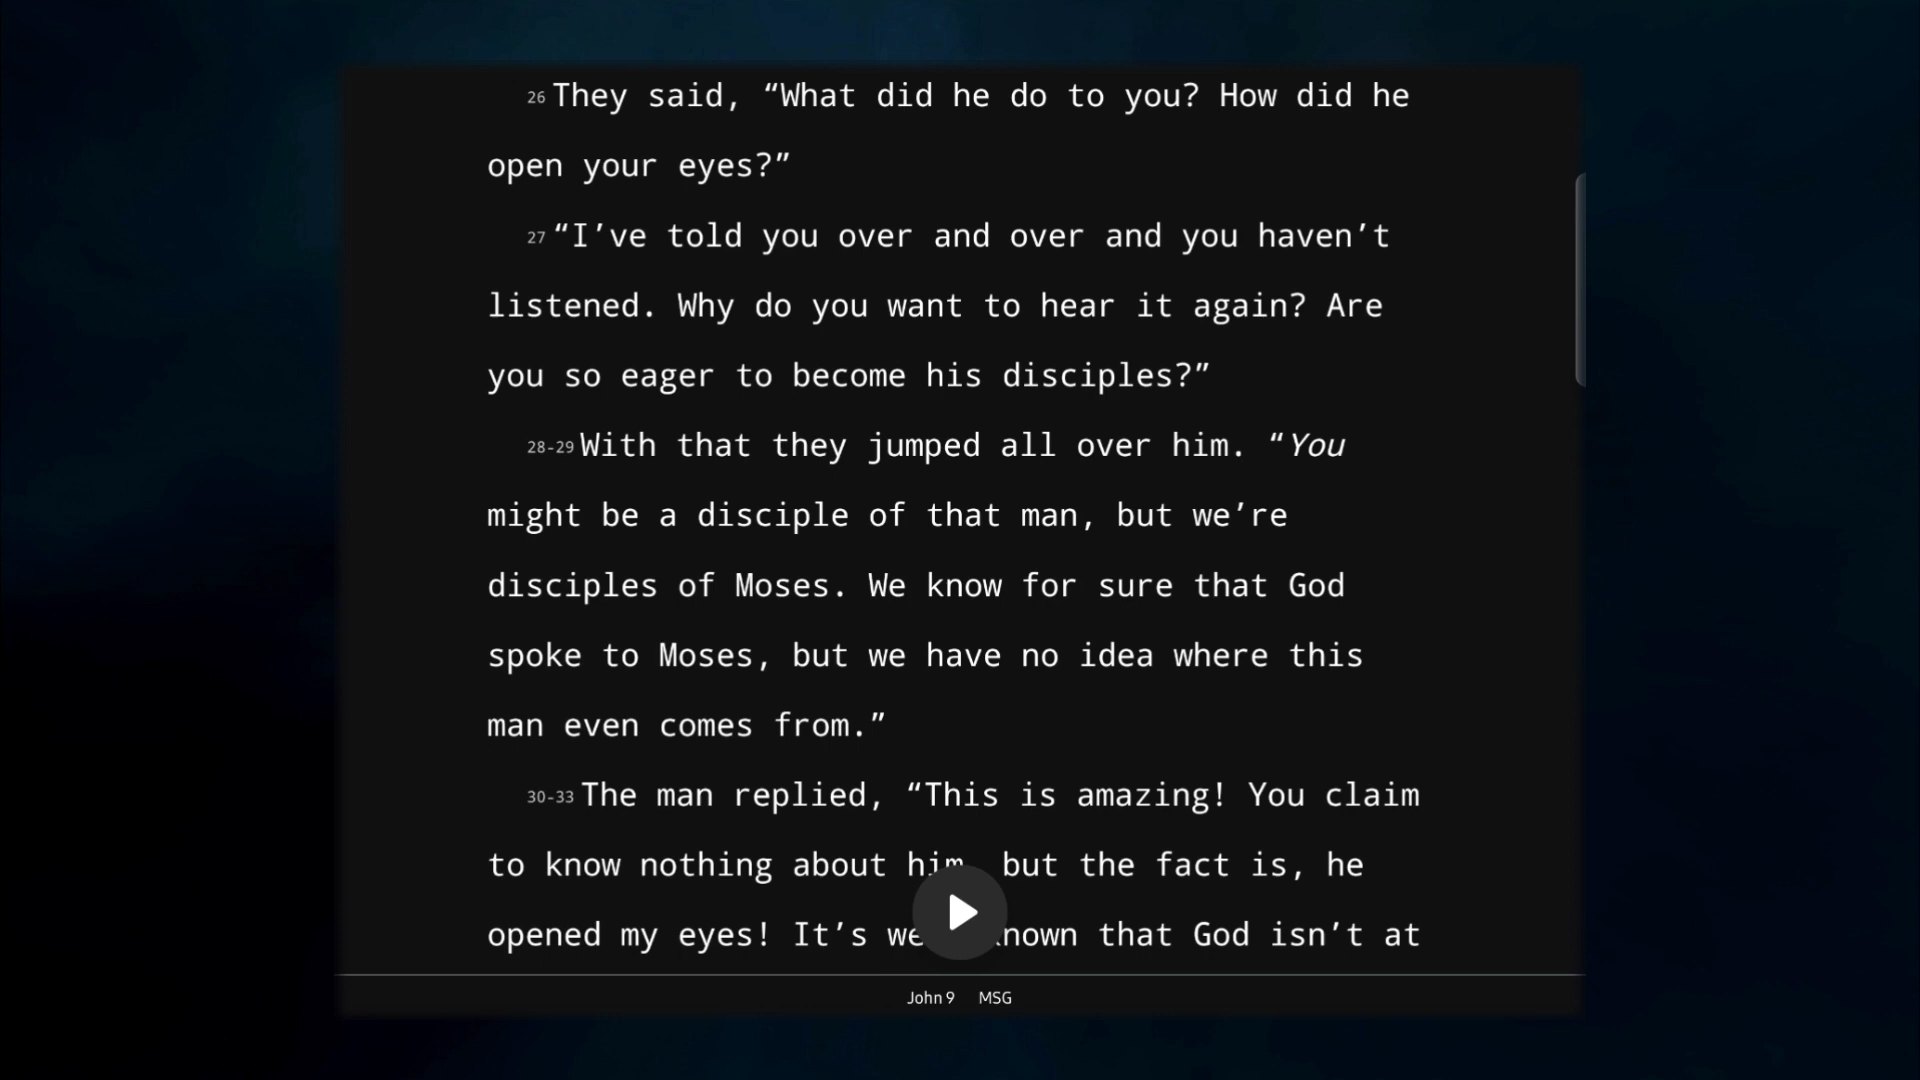 26 They said, “What did he do to you? How did he
open your eyes?”
27 “I’ve told you over and over and you haven’t
listened. Why do you want to hear it again? Are
you so eager to become his disciples?”
28-29 With that they jumped all over him. “You
might be a disciple of that man, but we’re
disciples of Moses. We know for sure that God
spoke to Moses, but we have no idea where this
man even comes from.”
30-33 The man replied, “This is amazing! You claim
to know nothing about him, but the fact is, he
opened my eyes! It’s known that God isn’t at
John 9 MSG